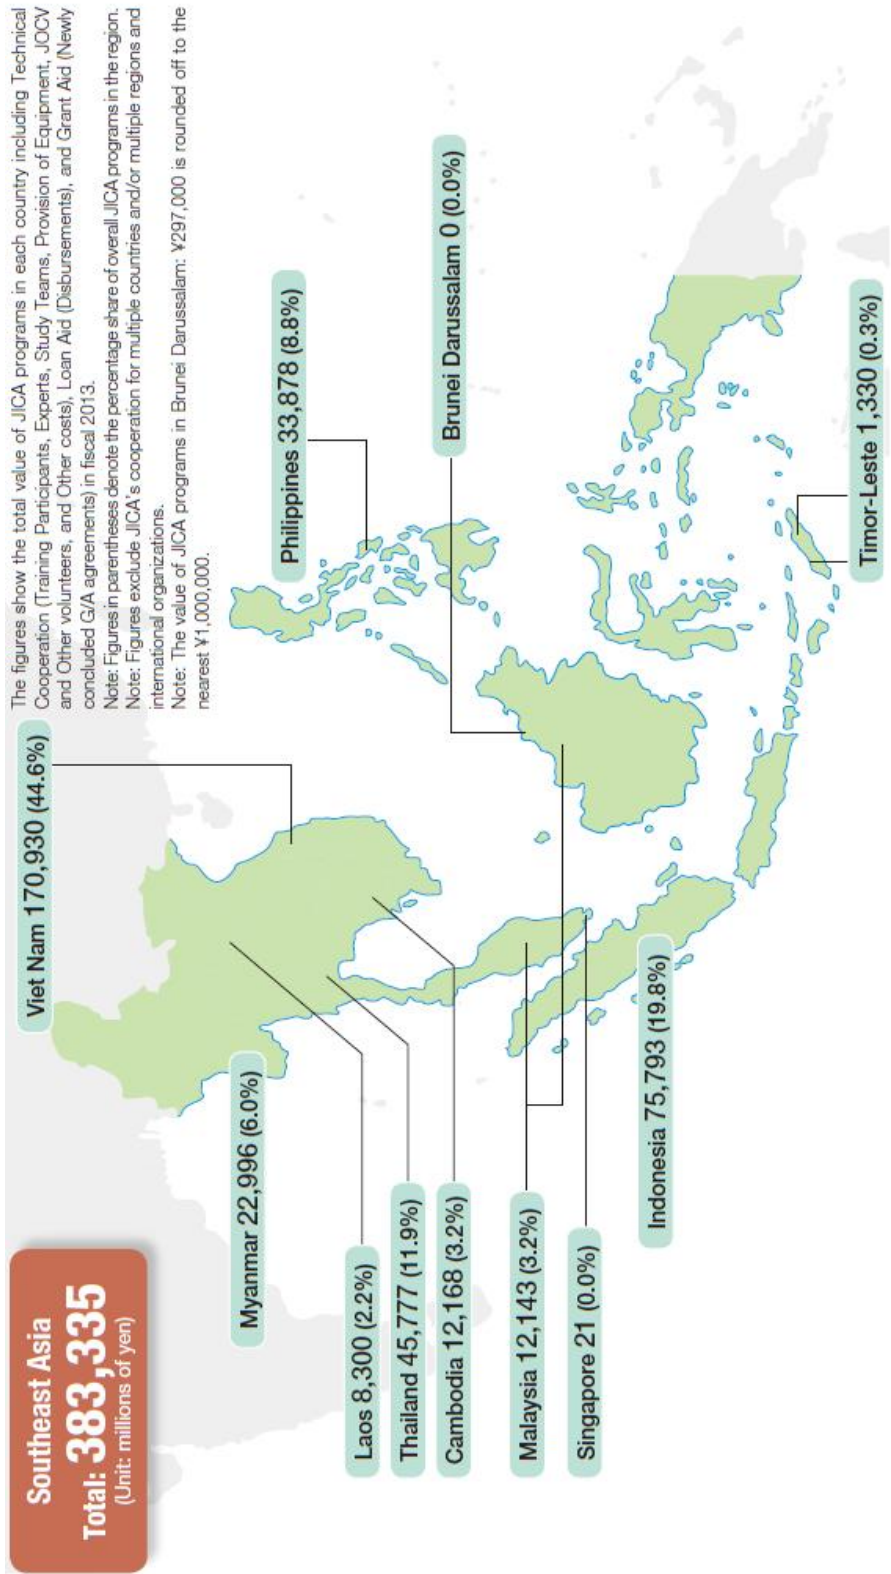 Southeast Asia
Total: 383,335
(Unit: millions of yen)
The figures show the total value of JICA programs in each country including Technical
Cooperation (Training Participants, Experts, Study Teams, Provision of Equipment, JOCV
and Other volunteers, and Other costs), Loan Aid (Disbursements), and Grant Aid (Newly
concluded G/A agreements) in fiscal 2013.
Note: Figures in parentheses denote the percentage share of overall JICA programs in the region.
Note: Figures exclude JICA's cooperation for multiple countries and/or multiple regions and
international organizations.
Note: The value of JICA programs in Brunei Darussalam: ¥297,000 is rounded off to the
nearest ¥1,000,000.
Viet Nam 170,930 (44.6%)
Myanmar 22,996 (6.0%)
Philippines 33,878 (8.8%)
Laos 8,300 (2.2%)
Thailand 45,777 (11.9%)
Cambodia 12,168 (3.2%)
Brunei Darussalam 0 (0.0%)
Malaysia 12,143 (3.2%)
Singapore 21 (0.0%)
Indonesia 75,793 (19.8%)
Timor-Leste 1,330 (0.3%)